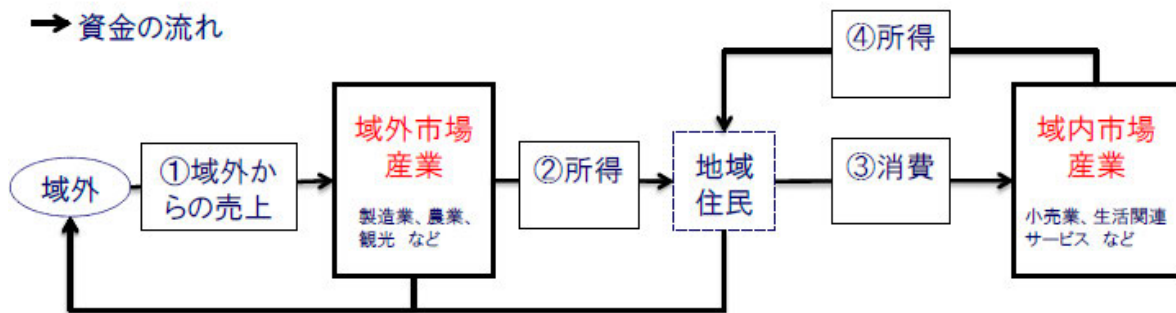 資金の流れ
④所得
域外
①域外か
らの売上
域外市場
産業
製造業、農業、
観光 など
②所得
地域
住民
③消費
域内市場
産業
小売業、生活関連
サービス など